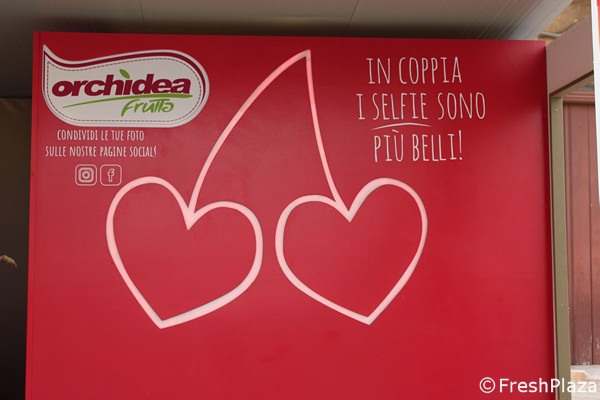 orchidea
frutta
CONDIVIDI LE TUE FOTO
SULLE NOSTRE PAGINE SOCIAL!
IN COPPIA
I SELFIE SONO
PIÙ BELLI!
©FreshPlaza